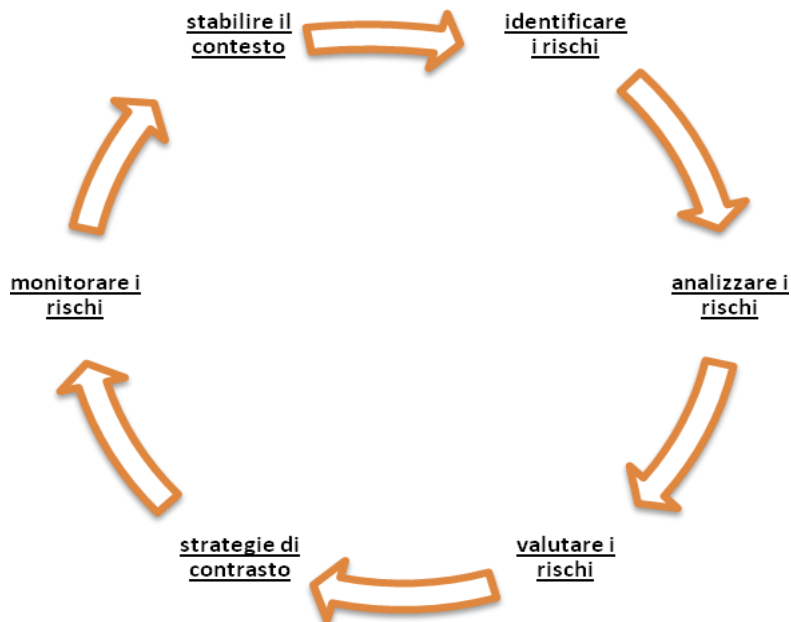 stabilire il
contesto
identificare
i rischi
analizzare i
rischi
valutare i
rischi
strategie di
contrasto
monitorare i
rischi